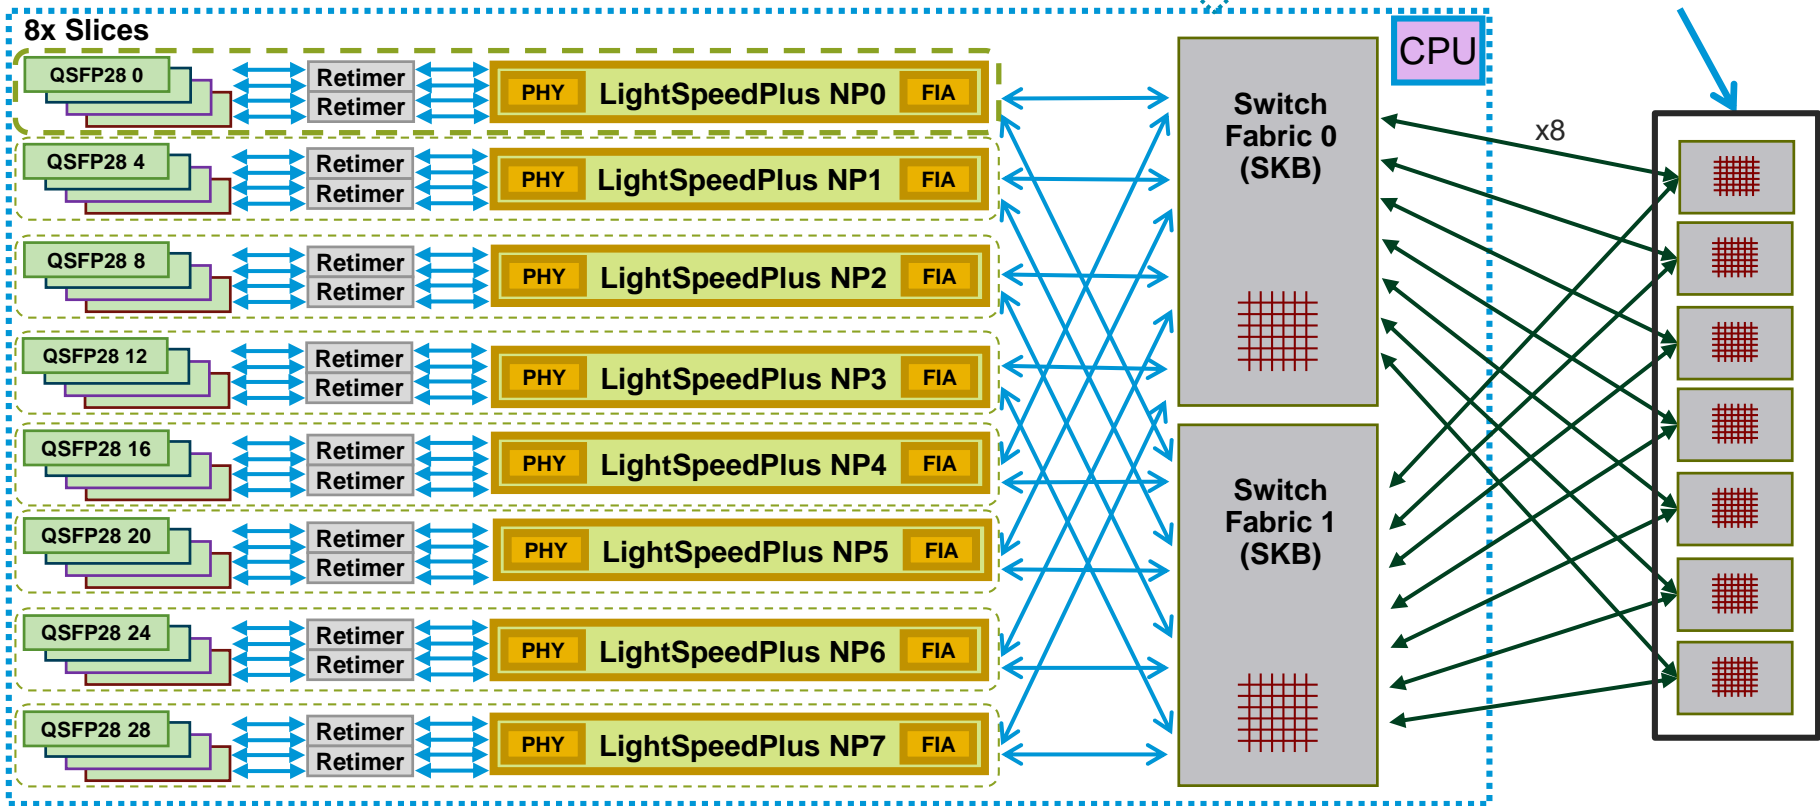 8x Slices
CPU
QSFP28 0
Retimer
Retimer
PHY
LightSpeedPlus NP0
FIA
QSFP28 4
Retimer
Retimer
PHY
LightSpeedPlus NP1
FIA
QSFP28 8
Retimer
Retimer
PHY
LightSpeedPlus NP2
FIA
QSFP28 12
Retimer
Retimer
PHY
LightSpeedPlus NP3
FIA
QSFP28 16
Retimer
Retimer
PHY
LightSpeedPlus NP4
FIA
QSFP28 20
Retimer
Retimer
PHY
LightSpeedPlus NP5
FIA
QSFP28 24
Retimer
Retimer
PHY
LightSpeedPlus NP6
FIA
QSFP28 28
Retimer
Retimer
PHY
LightSpeedPlus NP7
FIA
Switch
Fabric 0
(SKB)
Switch
Fabric 1
(SKB)
x8